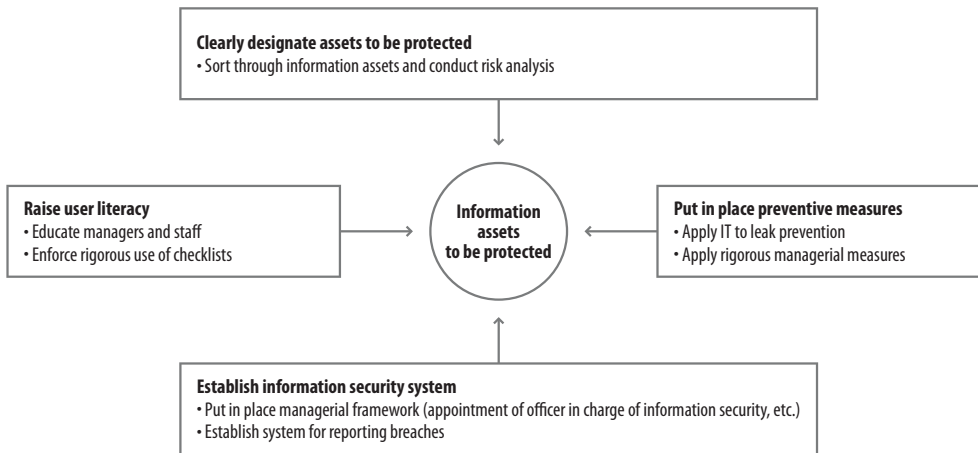 Clearly designate assets to be protected
• Sort through information assets and conduct risk analysis
Raise user literacy
• Educate managers and staff
• Enforce rigorous use of checklists
Information
assets
to be protected
Put in place preventive measures
• Apply IT to leak prevention
• Apply rigorous managerial measures
Establish information security system
• Put in place managerial framework (appointment of officer in charge of information security, etc.)
• Establish system for reporting breaches